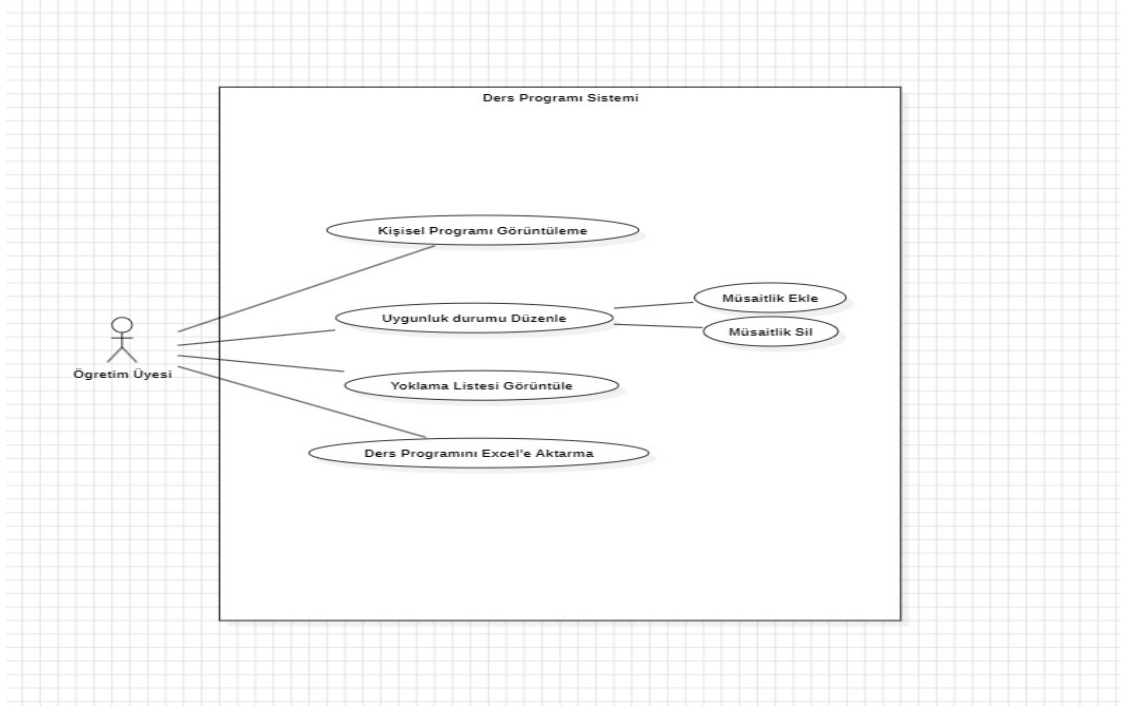 Ders Programı Sistemi
Kişisel Programı Görüntüleme
Uygunluk durumu Düzenle
Müsaitlik Ekle
Müsaitlik Sil
Ögretim Üyesi
Yoklama Listesi Görüntüle
Ders Programını Excel'e Aktarma